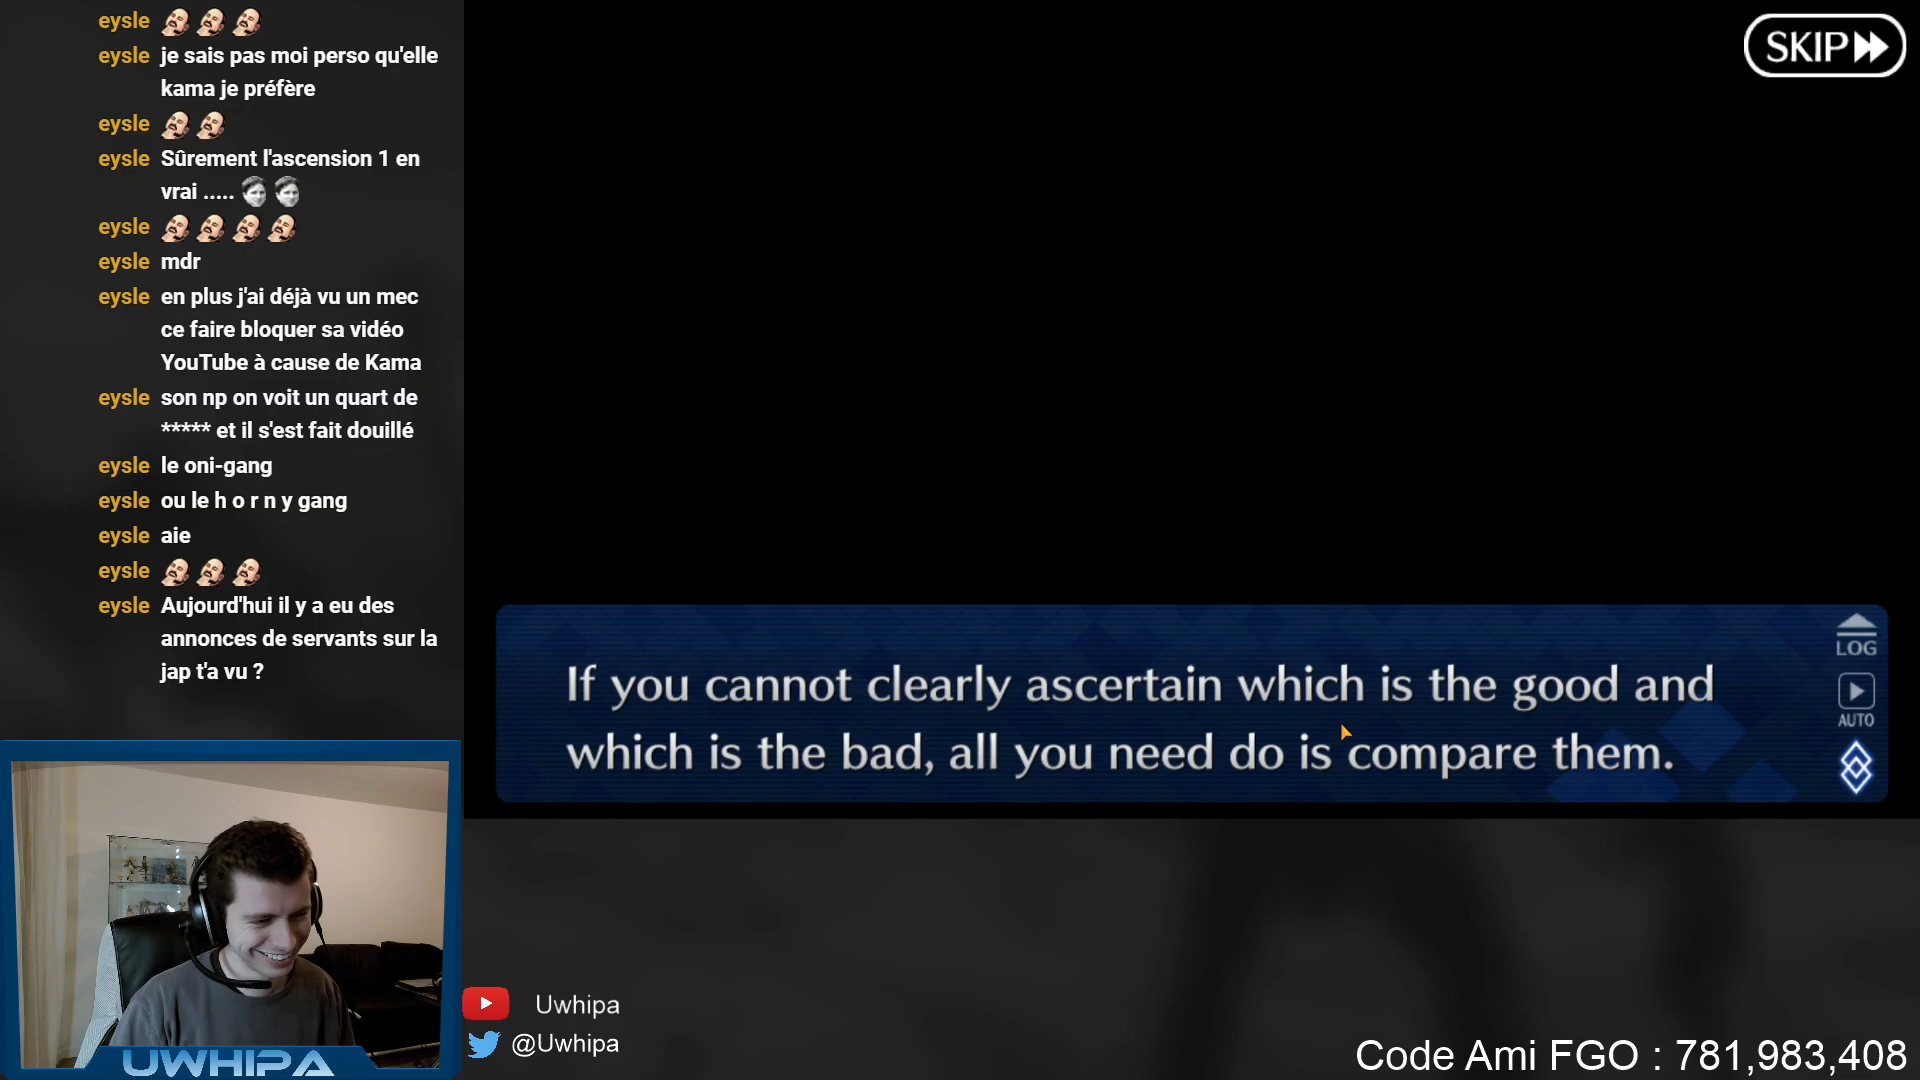 eysle
eysle je sais pas moi perso qu'elle
kama je préfère
eysle
eysle Sûrement l'ascension 1 en
vrai .....
eysle
eysle mdr
eysle en plus j'ai déjà vu un mec
ce faire bloquer sa vidéo
YouTube à cause de Kama
eysle son np on voit un quart de
***** et il s'est fait douillé
eysle le oni-gang
eysle ou le h o r n y gang
eysle aie
eysle
eysle Aujourd'hui il y a eu des
annonces de servants sur la
jap t'a vu ?
SKIP
If you cannot clearly ascertain which is the good and
which is the bad, all you need do is compare them.
LOG
AUTO
UWHIPA
Uwhipa
@Uwhipa
Code Ami FGO : 781,983,408